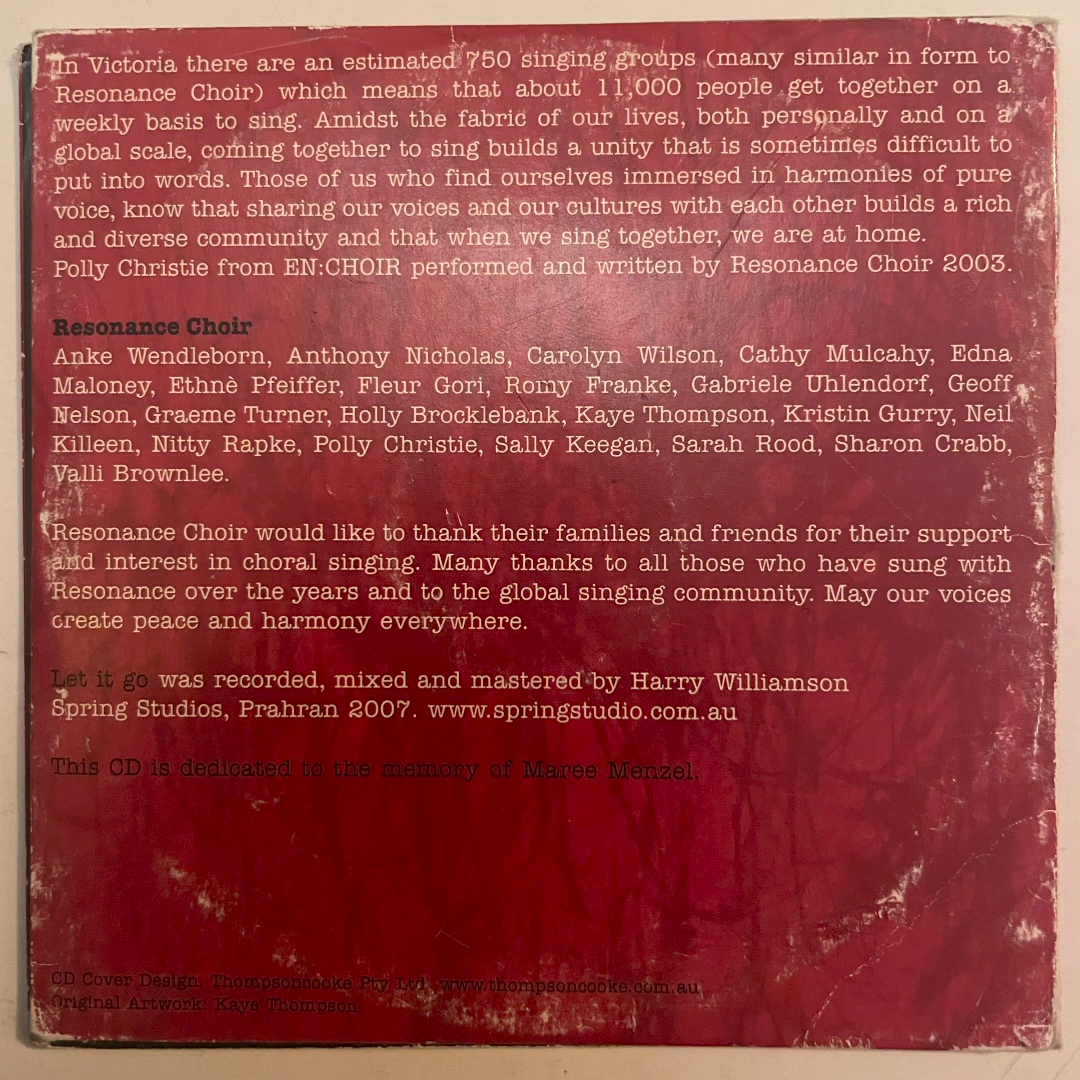 In Victoria there are an estimated 750 singing groups (many similar in form to
Resonance Choir) which means that about 11,000 people get together on a
weekly basis to sing. Amidst the fabric of our lives, both personally and on a
global scale, coming together to sing builds a unity that is sometimes difficult to
put into words. Those of us who find ourselves immersed in harmonies of pure
voice, know that sharing our voices and our cultures with each other builds a rich
and diverse community and that when we sing together, we are at home.
Polly Christie from EN:CHOIR performed and written by Resonance Choir 2003.
Resonance Choir
Anke Wendleborn, Anthony Nicholas, Carolyn Wilson, Cathy Mulcahy, Edna
Maloney, Ethnè Pfeiffer, Fleur Gori, Romy Franke, Gabriele Uhlendorf, Geoff
Nelson, Graeme Turner, Holly Brocklebank, Kaye Thompson, Kristin Gurry, Neil
Killeen, Nitty Rapke, Polly Christie, Sally Keegan, Sarah Rood, Sharon Crabb,
Valli Brownlee.
Resonance Choir would like to thank their families and friends for their support
and interest in choral singing. Many thanks to all those who have sung with
Resonance over the years and to the global singing community. May our voices
create peace and harmony everywhere.
Let it go was recorded, mixed and mastered by Harry Williamson
Spring Studios, Prahran 2007. www.springstudio.com.au
This CD is dedicated to the memory of Maree Menzel.
CD Cover Design: Thompsoncooke Pty Ltd. www.thompsoncooke.com.au
Original Artwork: Kaye Thompson